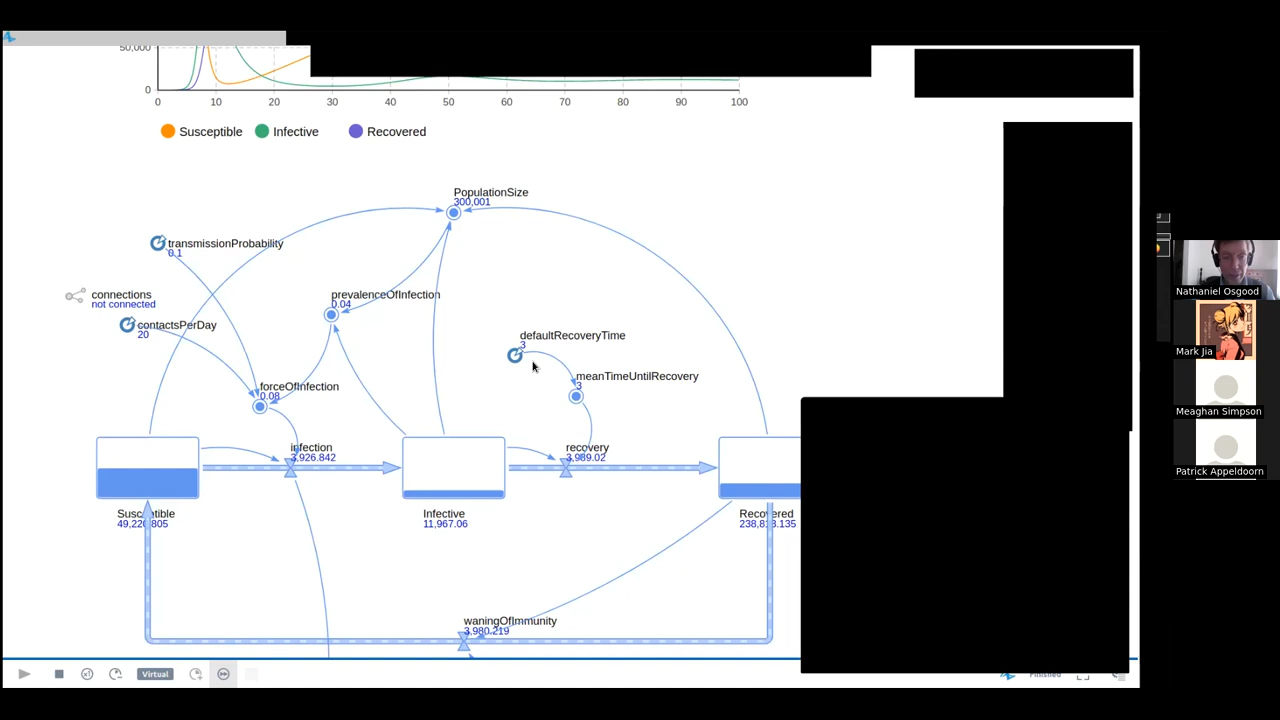 50,000
0
0 10 20 30 40 50 60 70 80 90 100
Susceptible Infective Recovered
PopulationSize
300,001
transmissionProbability
0.1
connections
not connected
prevalenceOfInfection
0.04
contactsPerDay
20
defaultRecoveryTime
3
meanTimeUntilRecovery
3
forceOfInfection
0.08
infection
3,926.842
recovery
3,989.02
Susceptible
Infective
11,967.06
Recovered
waningOfImmunity
3,980.219
x1
Virtual
Finished
Nathaniel Osgood
Mark Jia
Meaghan Simpson
Patrick Appeldoorn